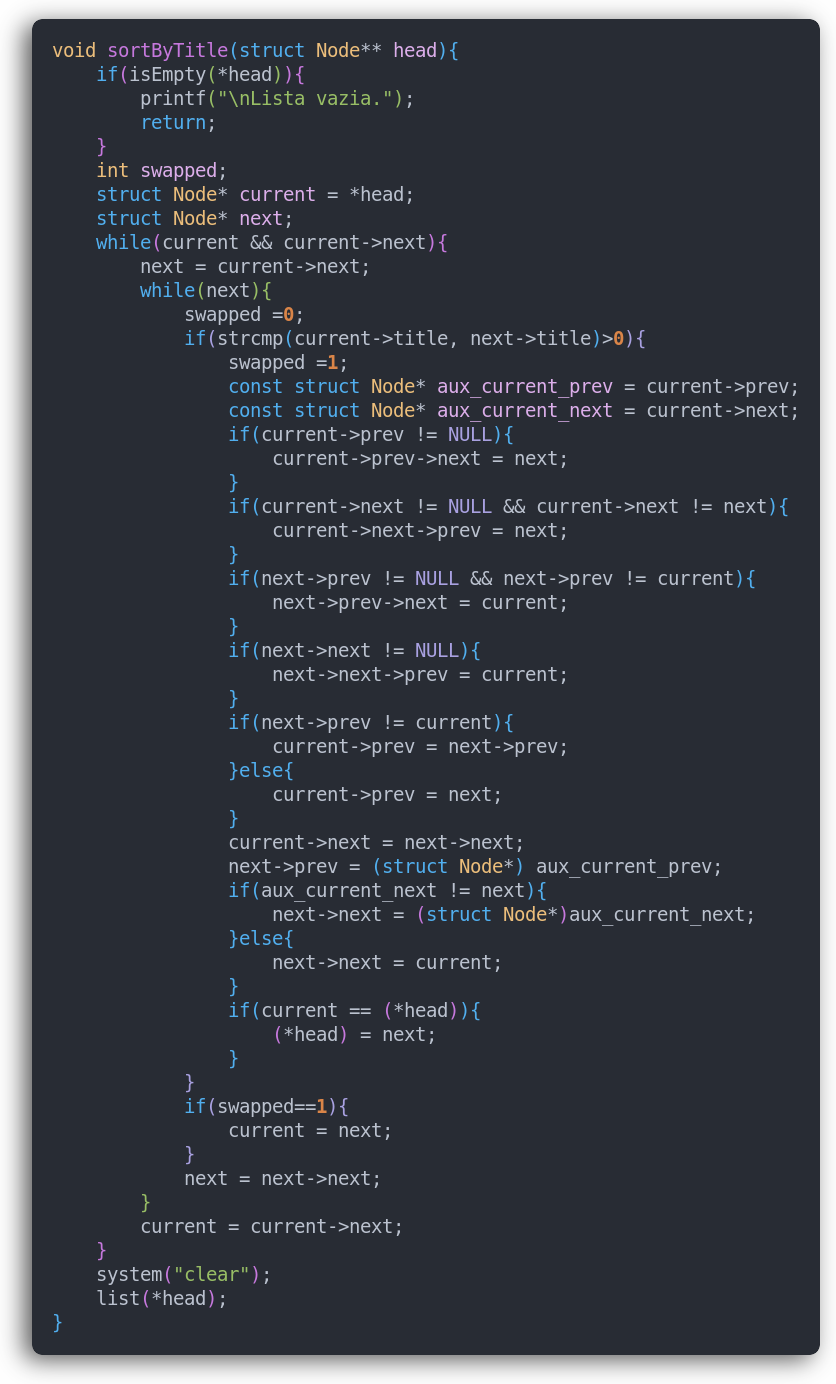 void sortByTitle(struct Node** head){
    if(isEmpty(*head)){
        printf("\nLista vazia.");
        return;
    }
    int swapped;
    struct Node* current = *head;
    struct Node* next;
    while(current && current->next){
        next = current->next;
        while(next){
            swapped =0;
            if(strcmp(current->title, next->title)>0){
                swapped =1;
                const struct Node* aux_current_prev = current->prev;
                const struct Node* aux_current_next = current->next;
                if(current->prev != NULL){
                    current->prev->next = next;
                }
                if(current->next != NULL && current->next != next){
                    current->next->prev = next;
                }
                if(next->prev != NULL && next->prev != current){
                    next->prev->next = current;
                }
                if(next->next != NULL){
                    next->next->prev = current;
                }
                if(next->prev != current){
                    current->prev = next->prev;
                }else{
                    current->prev = next;
                }
                current->next = next->next;
                next->prev = (struct Node*) aux_current_prev;
                if(aux_current_next != next){
                    next->next = (struct Node*)aux_current_next;
                }else{
                    next->next = current;
                }
                if(current == (*head)){
                    (*head) = next;
                }
            }
            if(swapped==1){
                current = next;
            }
            next = next->next;
        }
        current = current->next;
    }
    system("clear");
    list(*head);
}